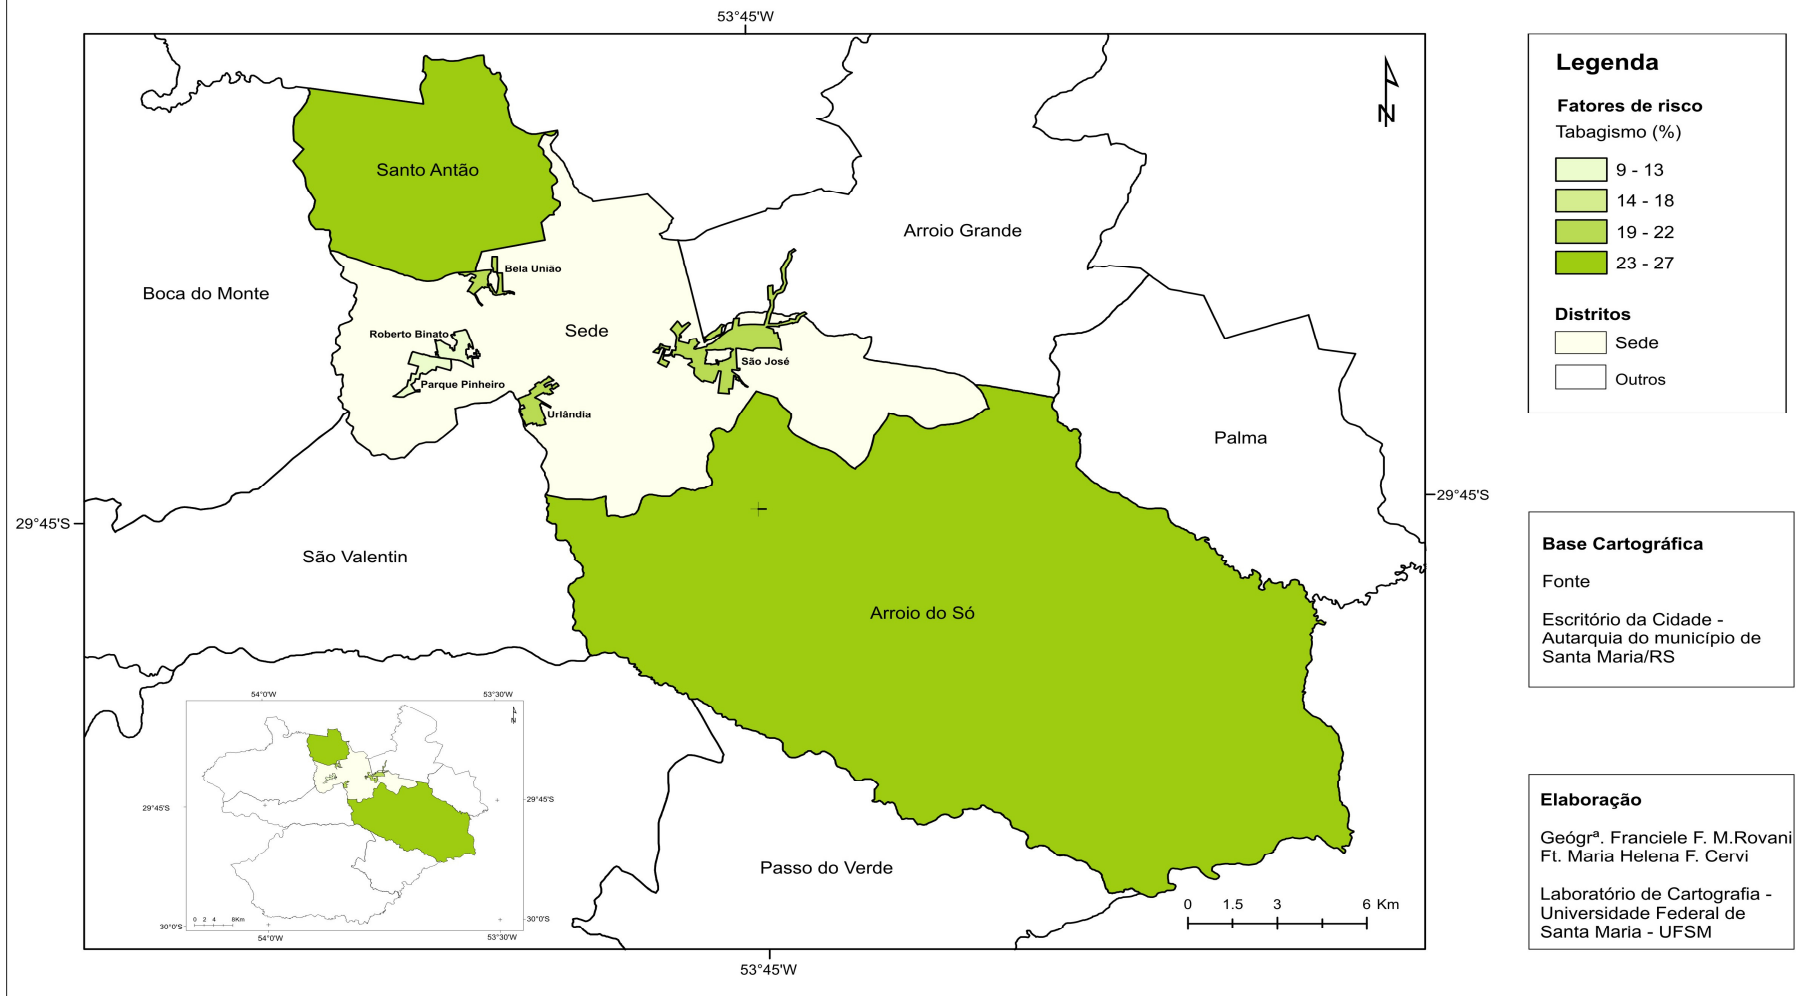 53°45'W
Santo Antão
Arroio Grande
Boca do Monte
Bela União
Sede
Roberto Binato
São José
Parque Pinheiro
Urlândia
Palma
29°45'S
29°45'S
São Valentin
Arroio do Só
Passo do Verde
0 1.5 3 6 Km
53°45'W
54°0'W 53°30'W
N
29°45'S
29°45'S
0 2 4 8Km
30°0'S
30°0'S
54°0'W 53°30'W
N
Legenda
Fatores de risco
Tabagismo (%)
9 - 13
14 - 18
19 - 22
23 - 27
Distritos
Sede
Outros
Base Cartográfica
Fonte
Escritório da Cidade -
Autarquia do município de
Santa Maria/RS
Elaboração
Geógrª. Franciele F. M.Rovani
Ft. Maria Helena F. Cervi
Laboratório de Cartografia -
Universidade Federal de
Santa Maria - UFSM